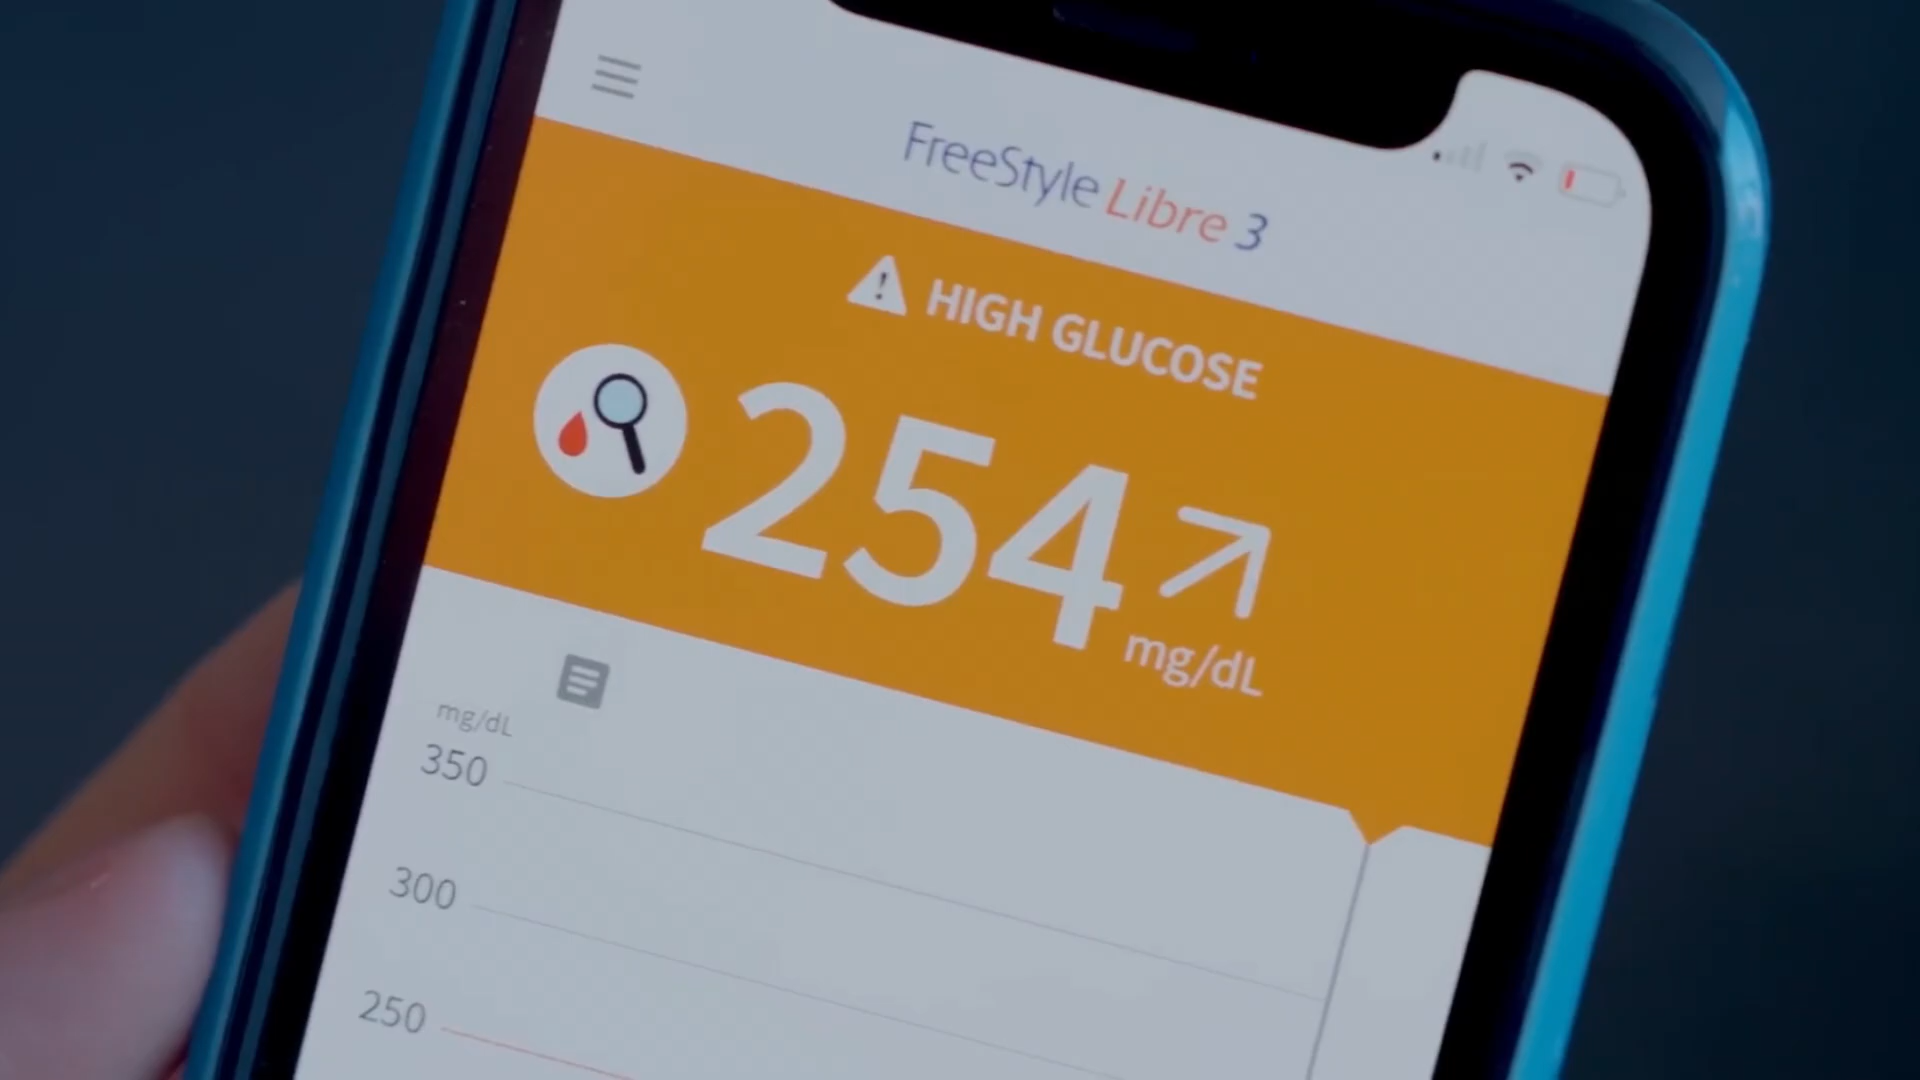 FreeStyle Libre 3
HIGH GLUCOSE
254
mg/dL
mg/dL
350
300
250